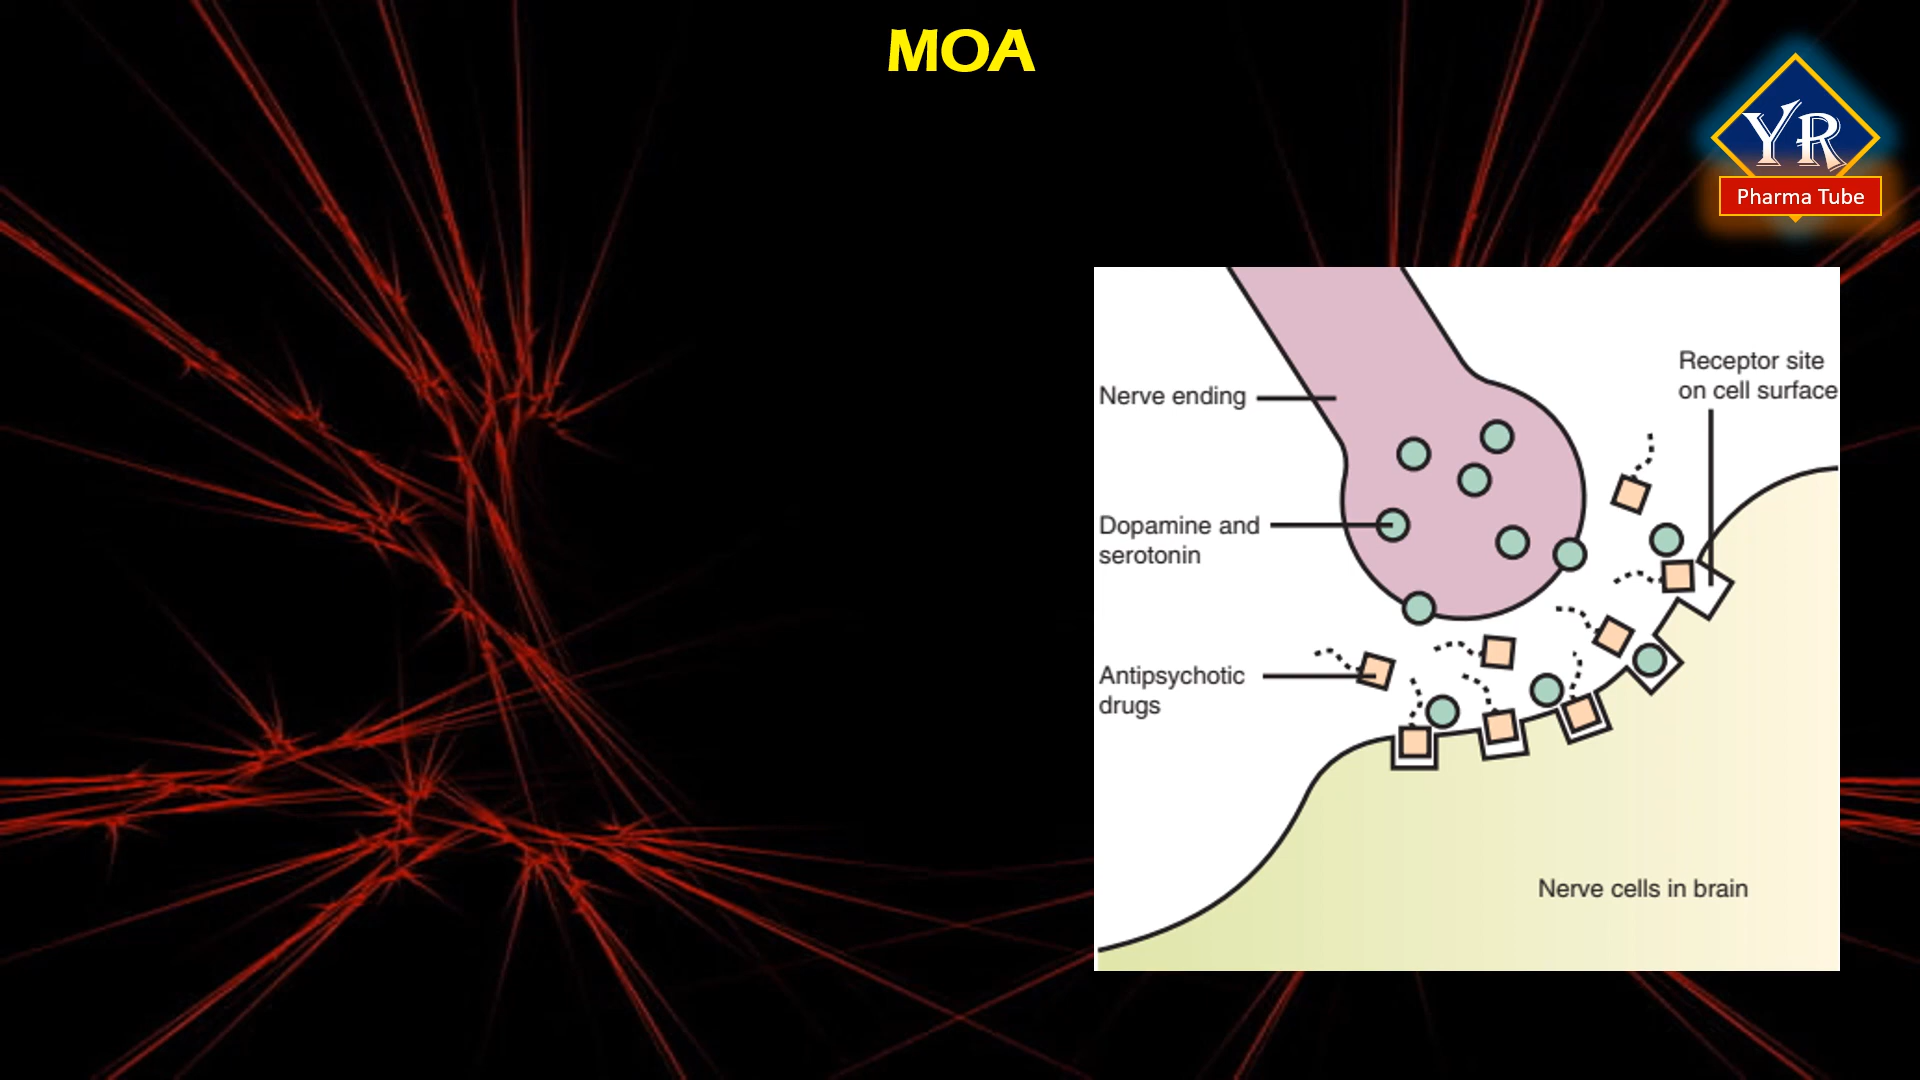 MOA
YR
Pharma Tube
Receptor site
on cell surface
Nerve ending
Dopamine and
serotonin
Antipsychotic
drugs
Nerve cells in brain